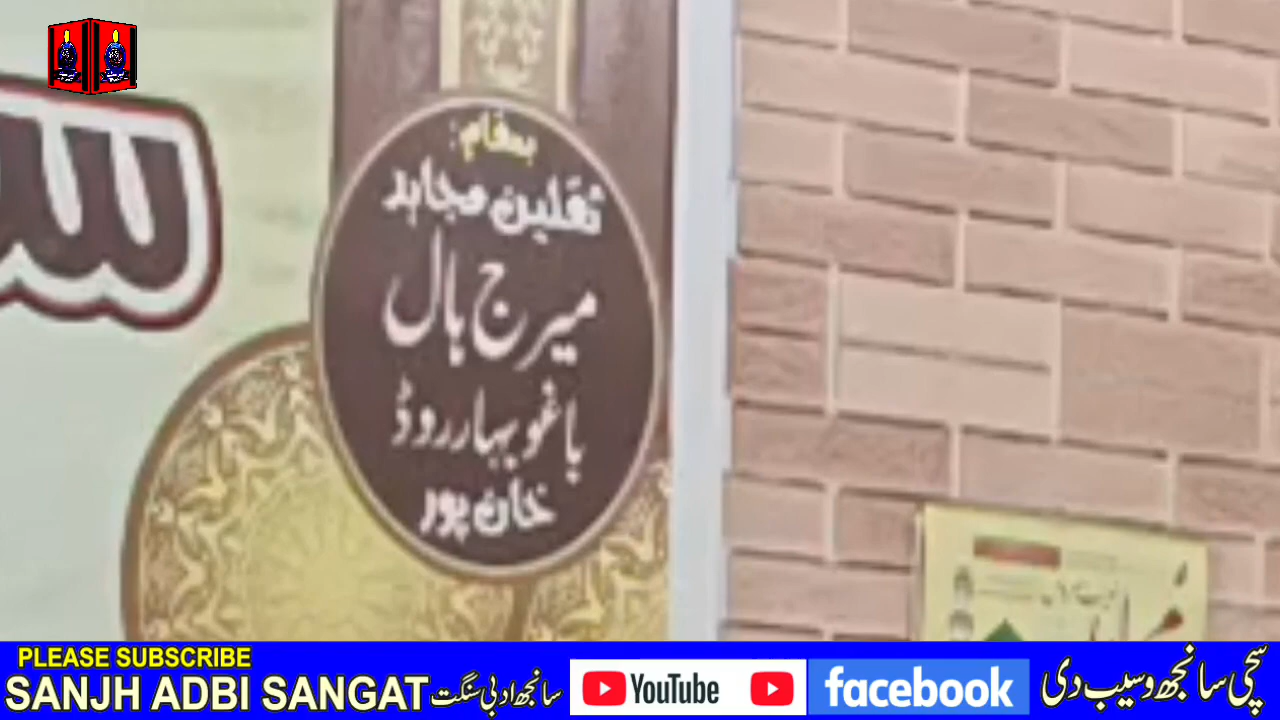 بمقام:
ثقلین مجاہد
میرج ہال
باغو بہار روڈ
خان پور
PLEASE SUBSCRIBE
SANJH ADBI SANGAT سانجھ ادبی سنگت YouTube facebook سچی سانجھ وسیب دی